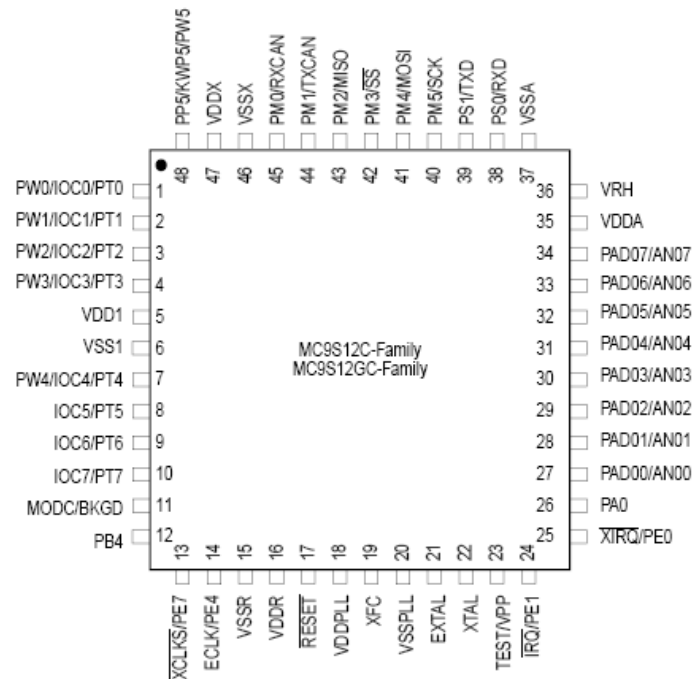 PP5/KWP5/PW5
VDDX
VSSX
PM0/RXCAN
PM1/TXCAN
PM2/MISO
PM3/SS
PM4/MOSI
PM5/SCK
PS1/TXD
PS0/RXD
VSSA
48 47 46 45 44 43 42 41 40 39 38 37
PW0/IOC0/PT0 1
PW1/IOC1/PT1 2
PW2/IOC2/PT2 3
PW3/IOC3/PT3 4
VDD1 5
VSS1 6
PW4/IOC4/PT4 7
IOC5/PT5 8
IOC6/PT6 9
IOC7/PT7 10
MODC/BKGD 11
PB4 12
MC9S12C-Family
MC9S12GC-Family
36 VRH
35 VDDA
34 PAD07/AN07
33 PAD06/AN06
32 PAD05/AN05
31 PAD04/AN04
30 PAD03/AN03
29 PAD02/AN02
28 PAD01/AN01
27 PAD00/AN00
26 PA0
25 XIRQ/PE0
13 14 15 16 17 18 19 20 21 22 23 24
XCLKS/PE7
ECLK/PE4
VSSR
VDDR
RESET
VDDPLL
XFC
VSSPLL
EXTAL
XTAL
TEST/VPP
IRQ/PE1